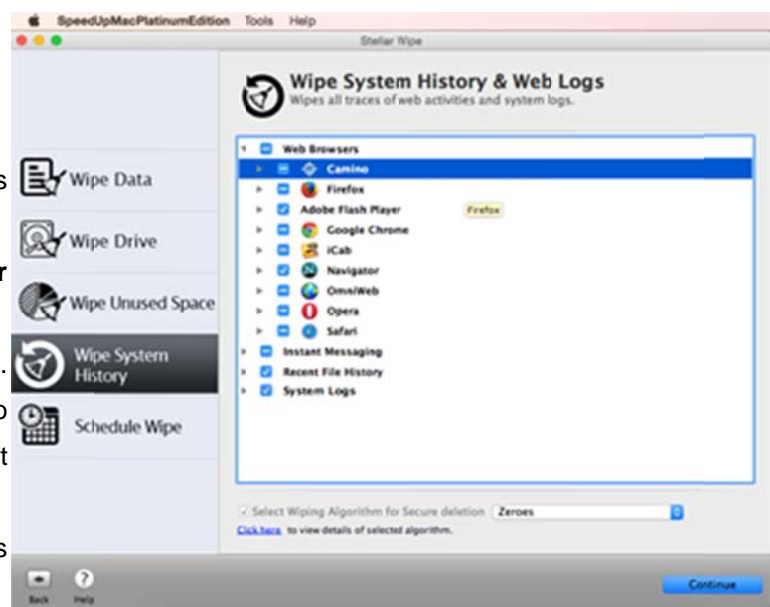 SpeedUpMacPlatinumEdition Tools Help
Stellar Wipe
Wipe System History & Web Logs
Wipes all traces of web activities and system logs.
s
Wipe Data
Wipe Drive
r
Wipe Unused Space
Wipe System
History
.
o
Schedule Wipe
t
s
Web Browsers
Camino
Firefox
Adobe Flash Player Firefox
Google Chrome
iCab
Navigator
OmniWeb
Opera
Safari
Instant Messaging
Recent File History
System Logs
Select Wiping Algorithm for Secure deletion Zeroes
Click here to view details of selected algorithm.
Back Help
Continue